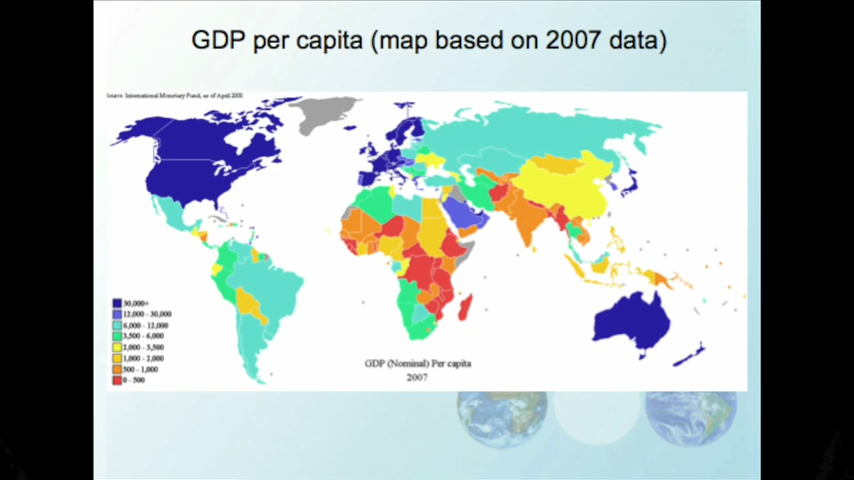 GDP per capita (map based on 2007 data)
Source: International Monetary Fund, as of April 2008
30,000+
12,000 - 30,000
6,000 - 12,000
3,500 - 6,000
2,000 - 3,500
1,000 - 2,000
500 - 1,000
0 - 500
GDP (Nominal) Per capita
2007